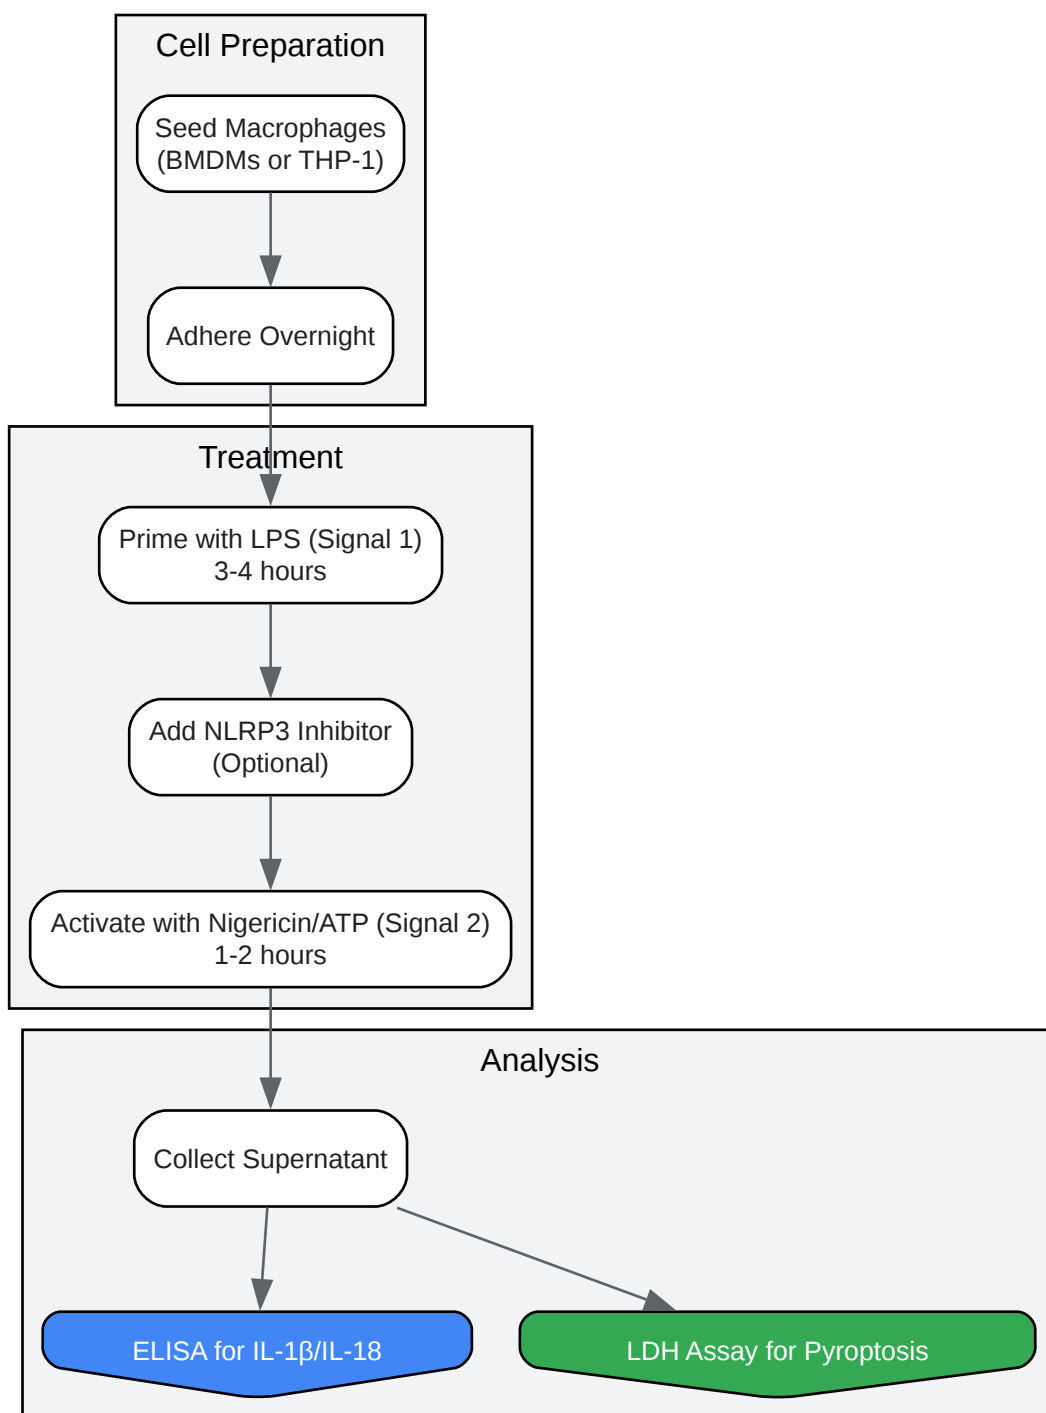 Cell Preparation
Seed Macrophages
(BMDMs or THP-1)
Adhere Overnight
Treatment
Prime with LPS (Signal 1)
3-4 hours
Add NLRP3 Inhibitor
(Optional)
Activate with Nigericin/ATP (Signal 2)
1-2 hours
Analysis
Collect Supernatant
ELISA for IL-1β/IL-18
LDH Assay for Pyroptosis